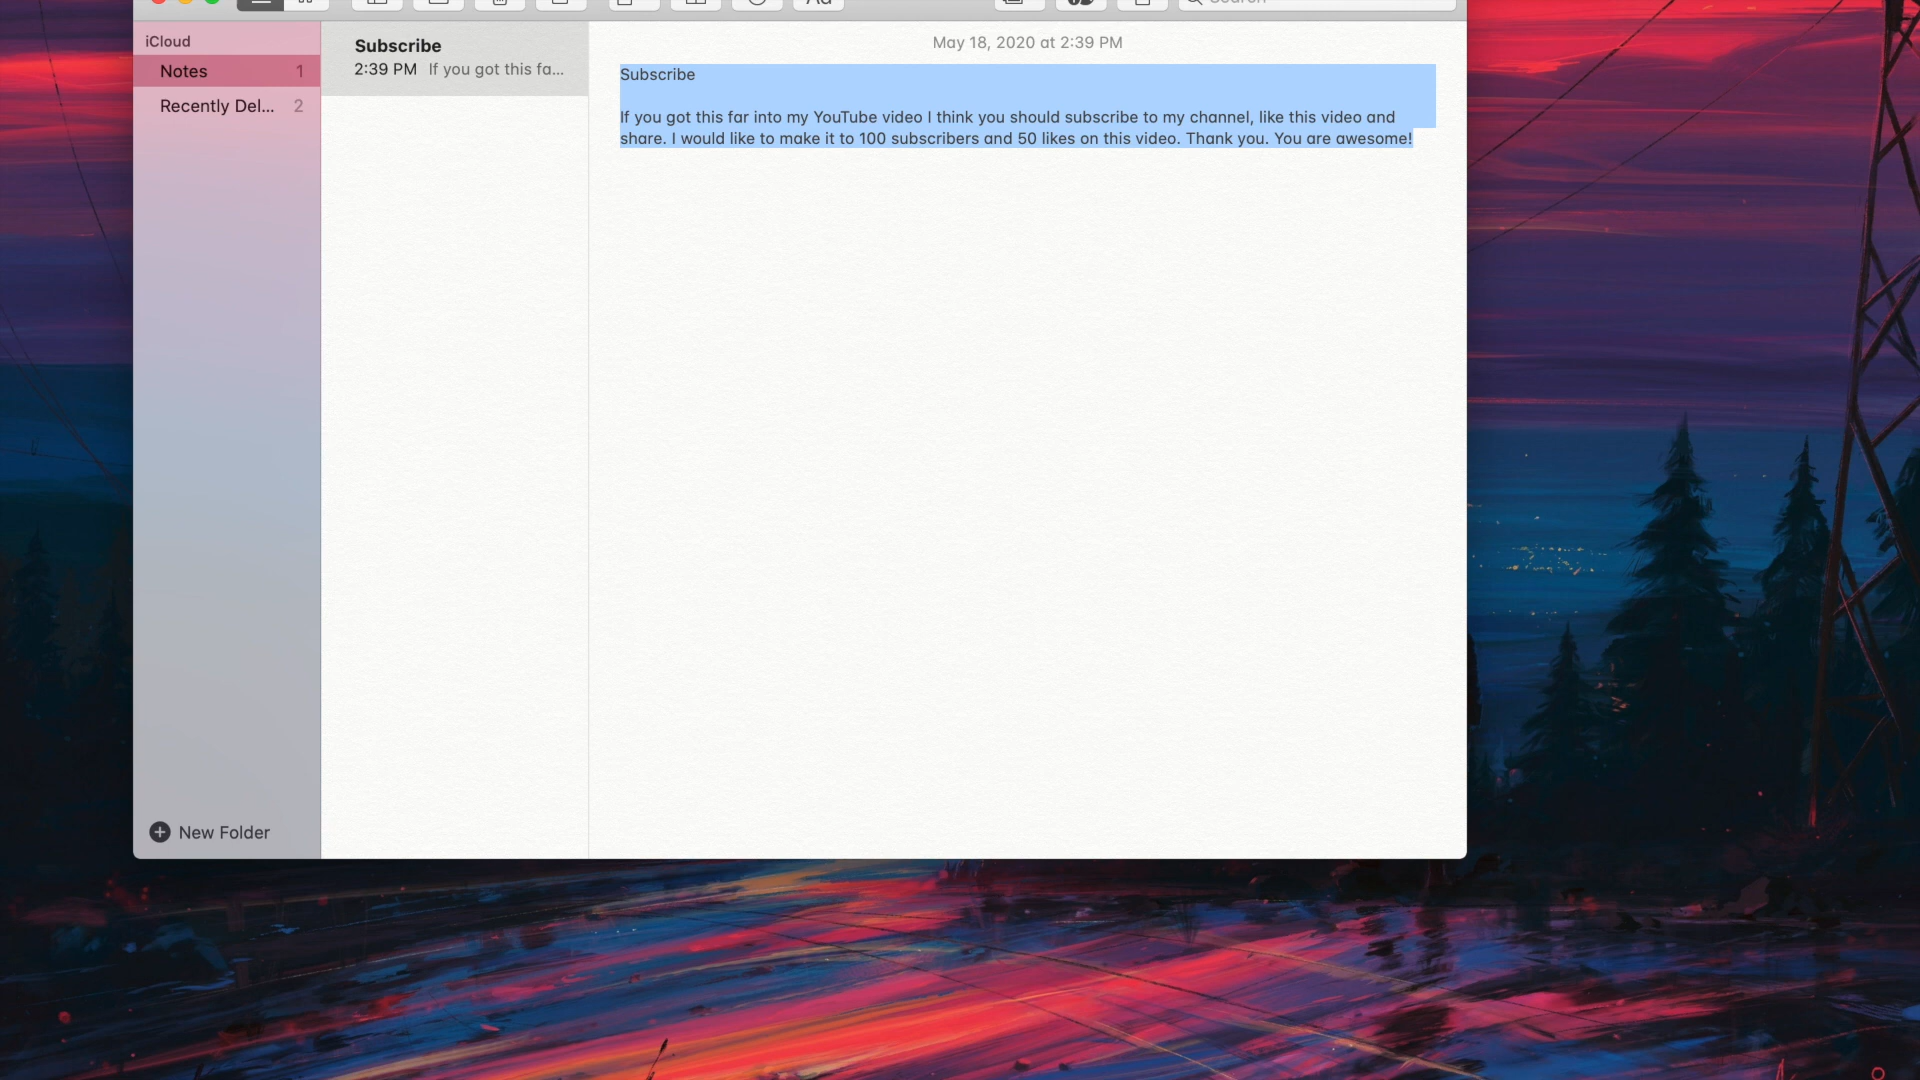 Aa
Search
iCloud
Notes 1
Recently Del... 2
New Folder
Subscribe
2:39 PM If you got this fa...
May 18, 2020 at 2:39 PM
Subscribe
If you got this far into my YouTube video I think you should subscribe to my channel, like this video and
share. I would like to make it to 100 subscribers and 50 likes on this video. Thank you. You are awesome!